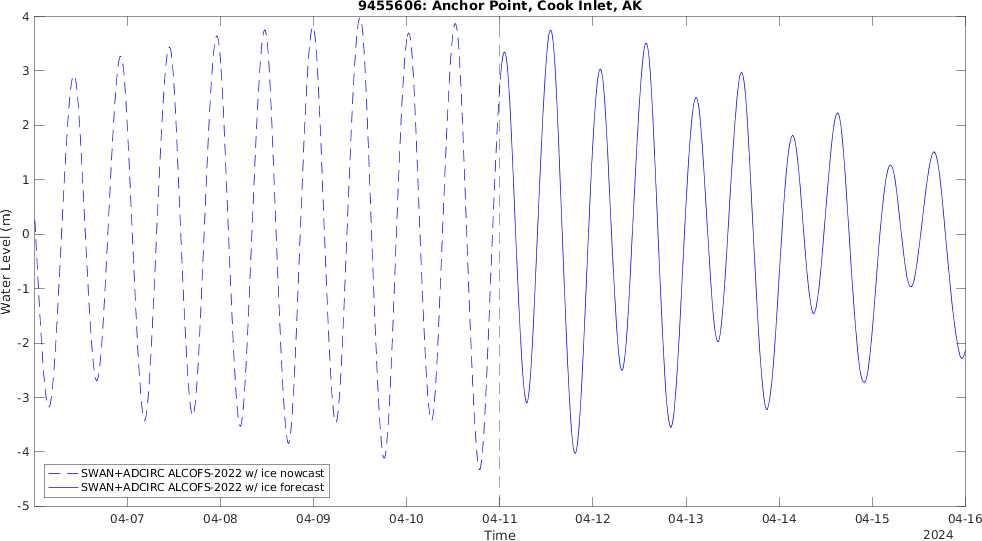 9455606: Anchor Point, Cook Inlet, AK
Water Level (m)
4
3
2
1
0
-1
-2
-3
-4
-5
SWAN+ADCIRC ALCOFS-2022 w/ ice nowcast
SWAN+ADCIRC ALCOFS-2022 w/ ice forecast
04-07 04-08 04-09 04-10 04-11 04-12 04-13 04-14 04-15 04-16
Time
2024